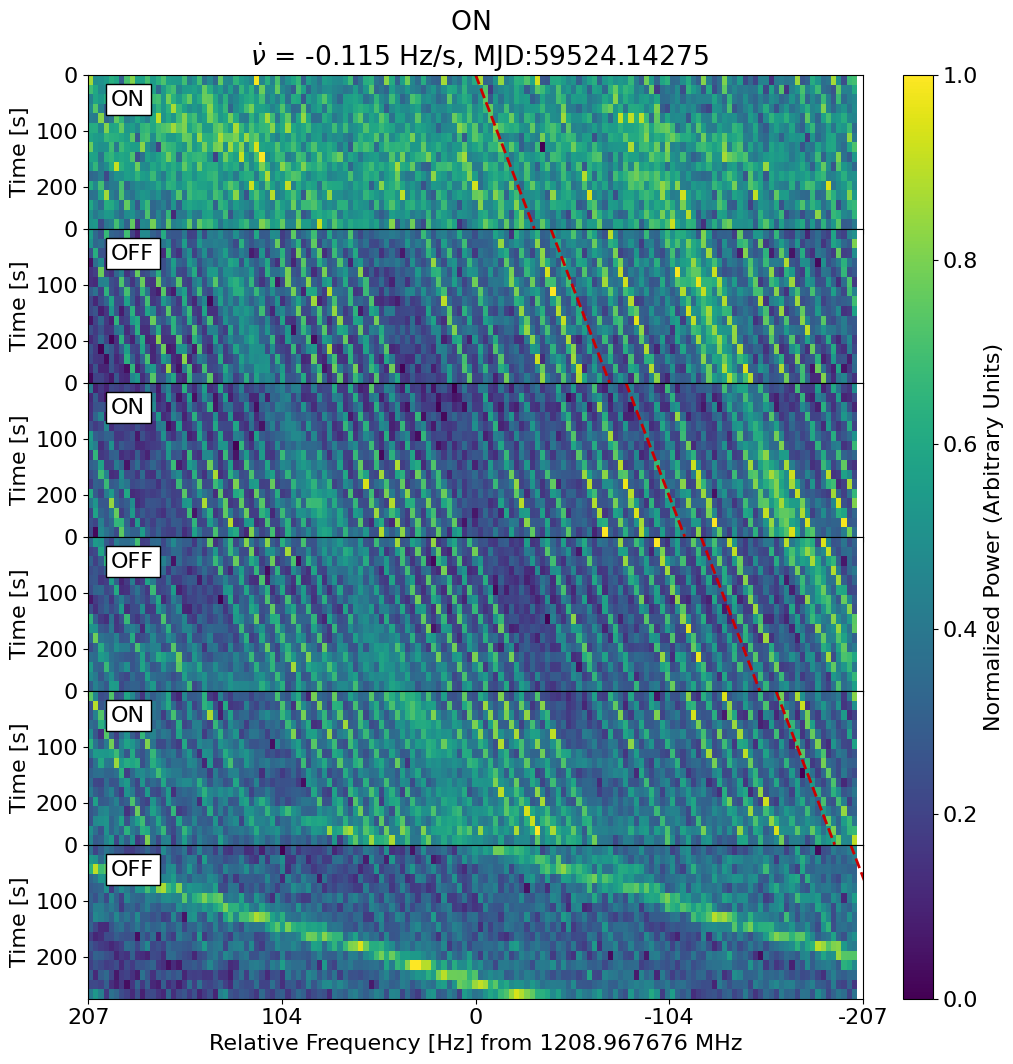 ON
ν̇ = -0.115 Hz/s, MJD:59524.14275
0
ON
100
200
Time [s]
0
OFF
100
200
Time [s]
0
ON
100
200
Time [s]
0
OFF
100
200
Time [s]
0
ON
100
200
Time [s]
0
OFF
100
200
Time [s]
207 104 0 -104 -207
Relative Frequency [Hz] from 1208.967676 MHz
1.0
0.8
0.6
0.4
0.2
0.0
Normalized Power (Arbitrary Units)